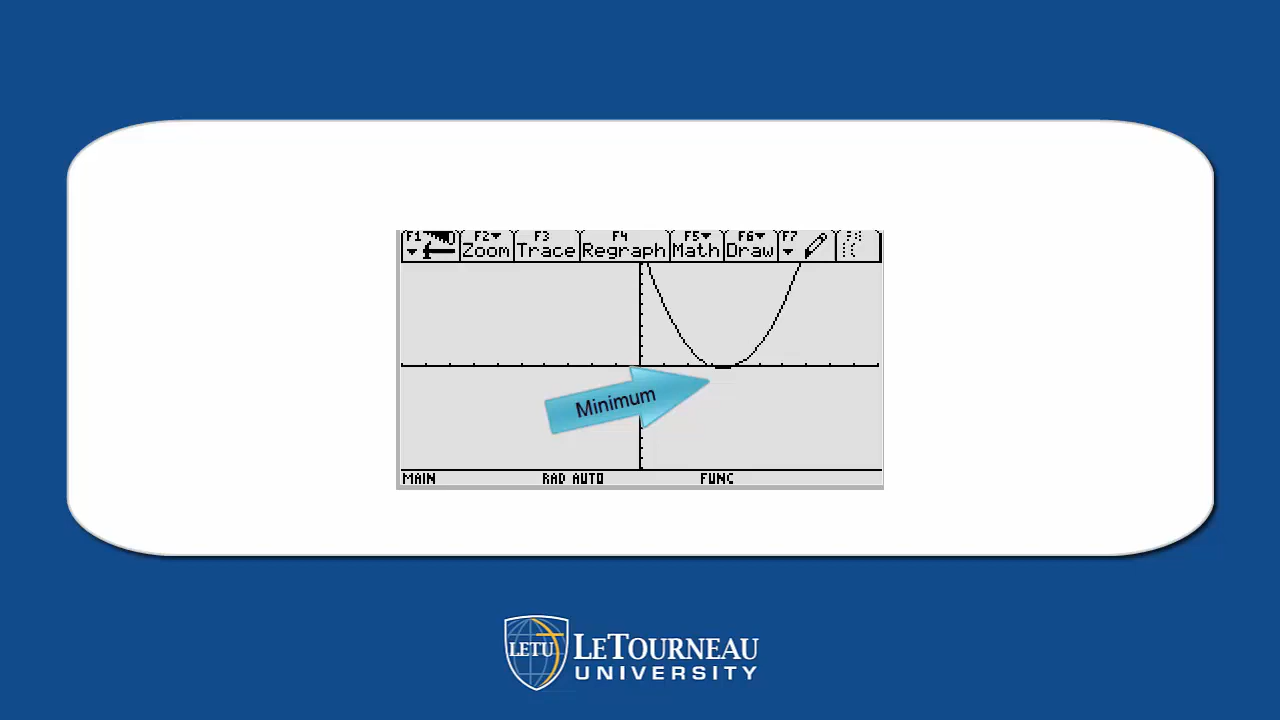 F1 F2 F3 F4 F5 F6 F7
Zoom Trace Regraph Math Draw
Minimum
MAIN RAD AUTO FUNC
LETU LETOURNEAU
UNIVERSITY